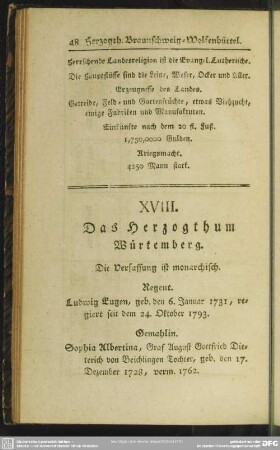 48 Herzogth. Braunschweig-Wolfenbüttel.
Herrschende Landesreligion ist die Evang. l. Lutherische.
Die Hauptflüsse sind die Leine, Weser, Ocker und Aller.
Erzeugnisse des Landes.
Getreide, Feld- und Gartenfrüchte, etwas Viehzucht,
einige Fabriken und Manufakturen.
Einkünfte nach dem 20 fl. Fuß.
1,750,0000 Gulden.
Kriegsmacht.
4250 Mann stark.
XVIII.
Das Herzogthum
Würtemberg.
Die Verfassung ist monarchisch.
Regent.
Ludwig Eugen, geb. den 6. Januar 1731, re-
giert seit dem 24. Oktober 1793.
Gemahlin.
Sophia Albertina, Graf August Gottfried Die-
terich von Beichlingen Tochter, geb. den 17.
Dezember 1728, verm. 1762.
DFG